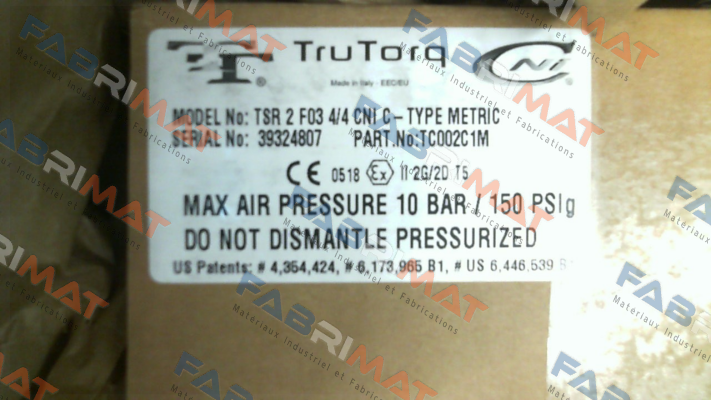 TT® TruTorq CNI
Made in Italy - EEC/EU
MODEL No: TSR 2 F03 4/4 CNI C-TYPE METRIC
SERIAL No: 39324807 PART.No:TC002C1M
CE 0518 Ex II 2G/2D T5
MAX AIR PRESSURE 10 BAR / 150 PSIg
DO NOT DISMANTLE PRESSURIZED
US Patents: # 4,354,424, # 6,173,965 B1, # US 6,446,539
FABRIMAT
Materiaux Industriel et Fabrications